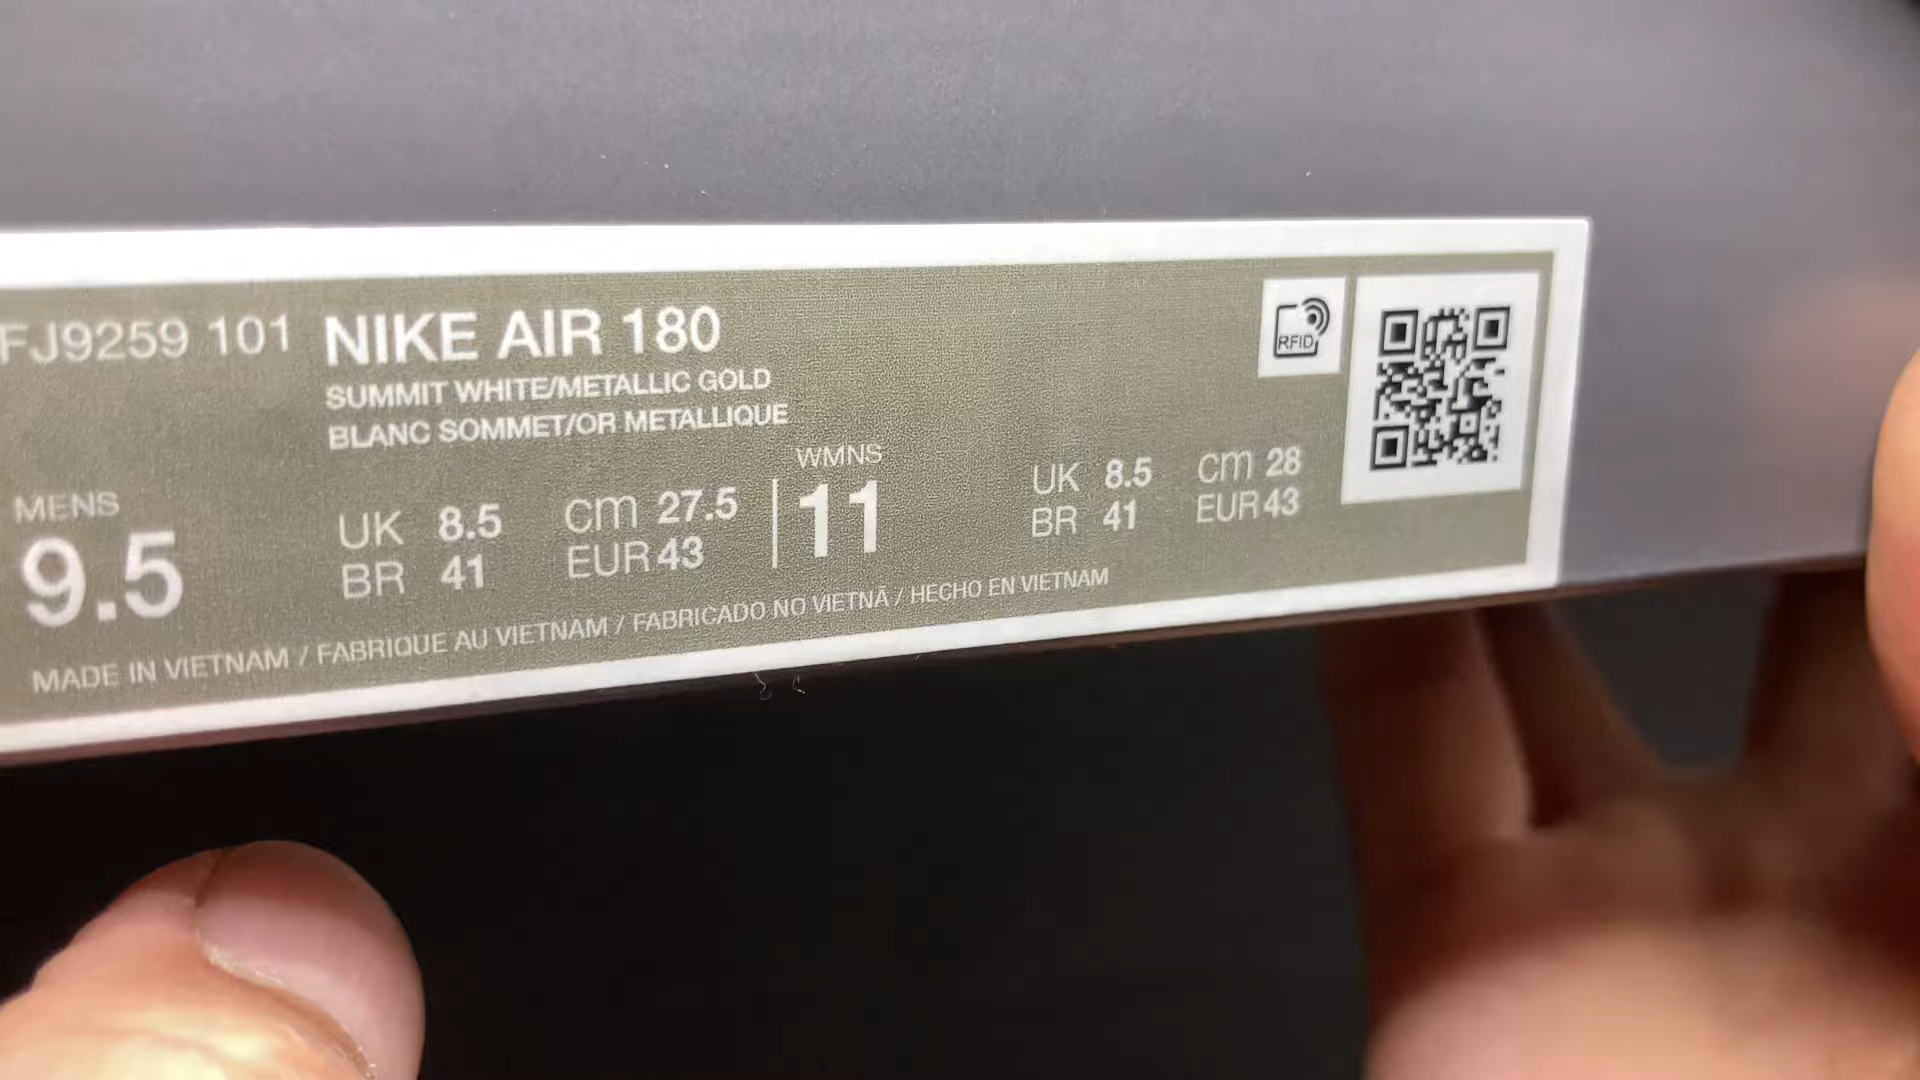 FJ9259 101 NIKE AIR 180
SUMMIT WHITE/METALLIC GOLD
BLANC SOMMET/OR METALLIQUE
RFID
MENS
9.5
UK 8.5 cm 27.5
BR 41 EUR 43
WMNS
11
UK 8.5 cm 28
BR 41 EUR 43
MADE IN VIETNAM / FABRIQUE AU VIETNAM / FABRICADO NO VIETNÃ / HECHO EN VIETNAM